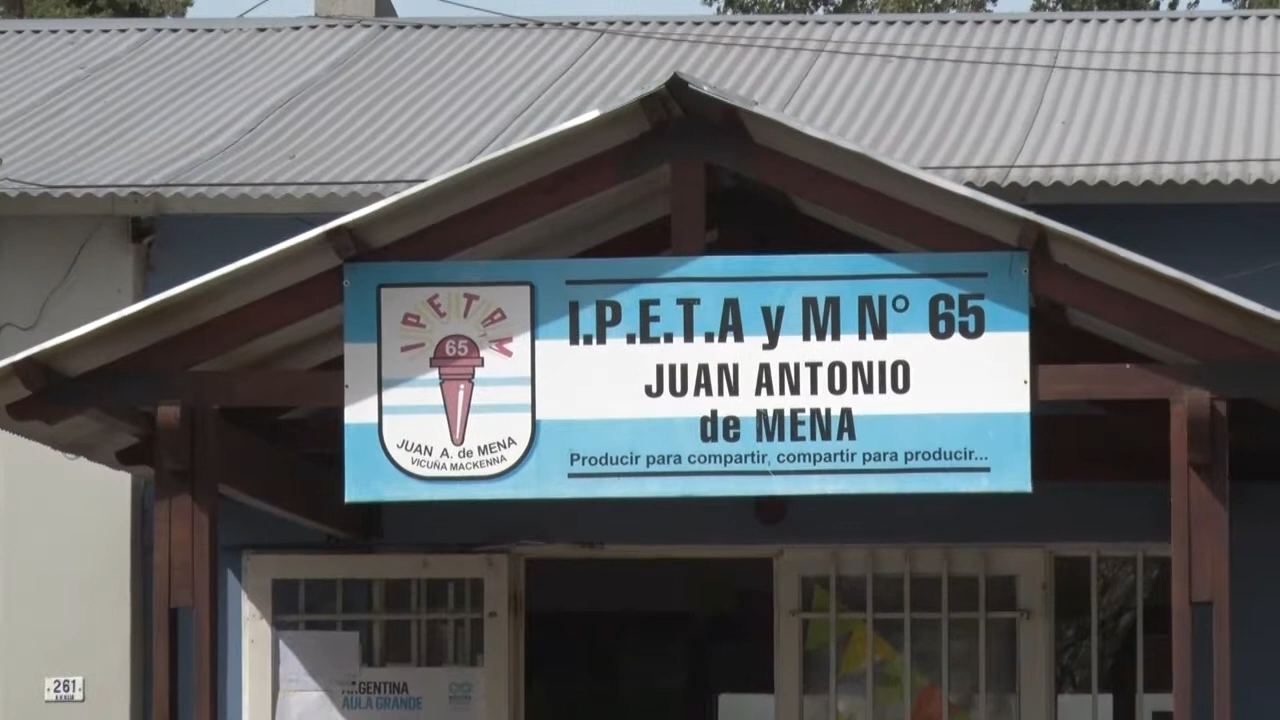 IPETYM
65
JUAN A. de MENA
VICUÑA MACKENNA
I.P.E.T.A y M N° 65
JUAN ANTONIO
de MENA
Producir para compartir, compartir para producir...
261
ARGENTINA
AULA GRANDE